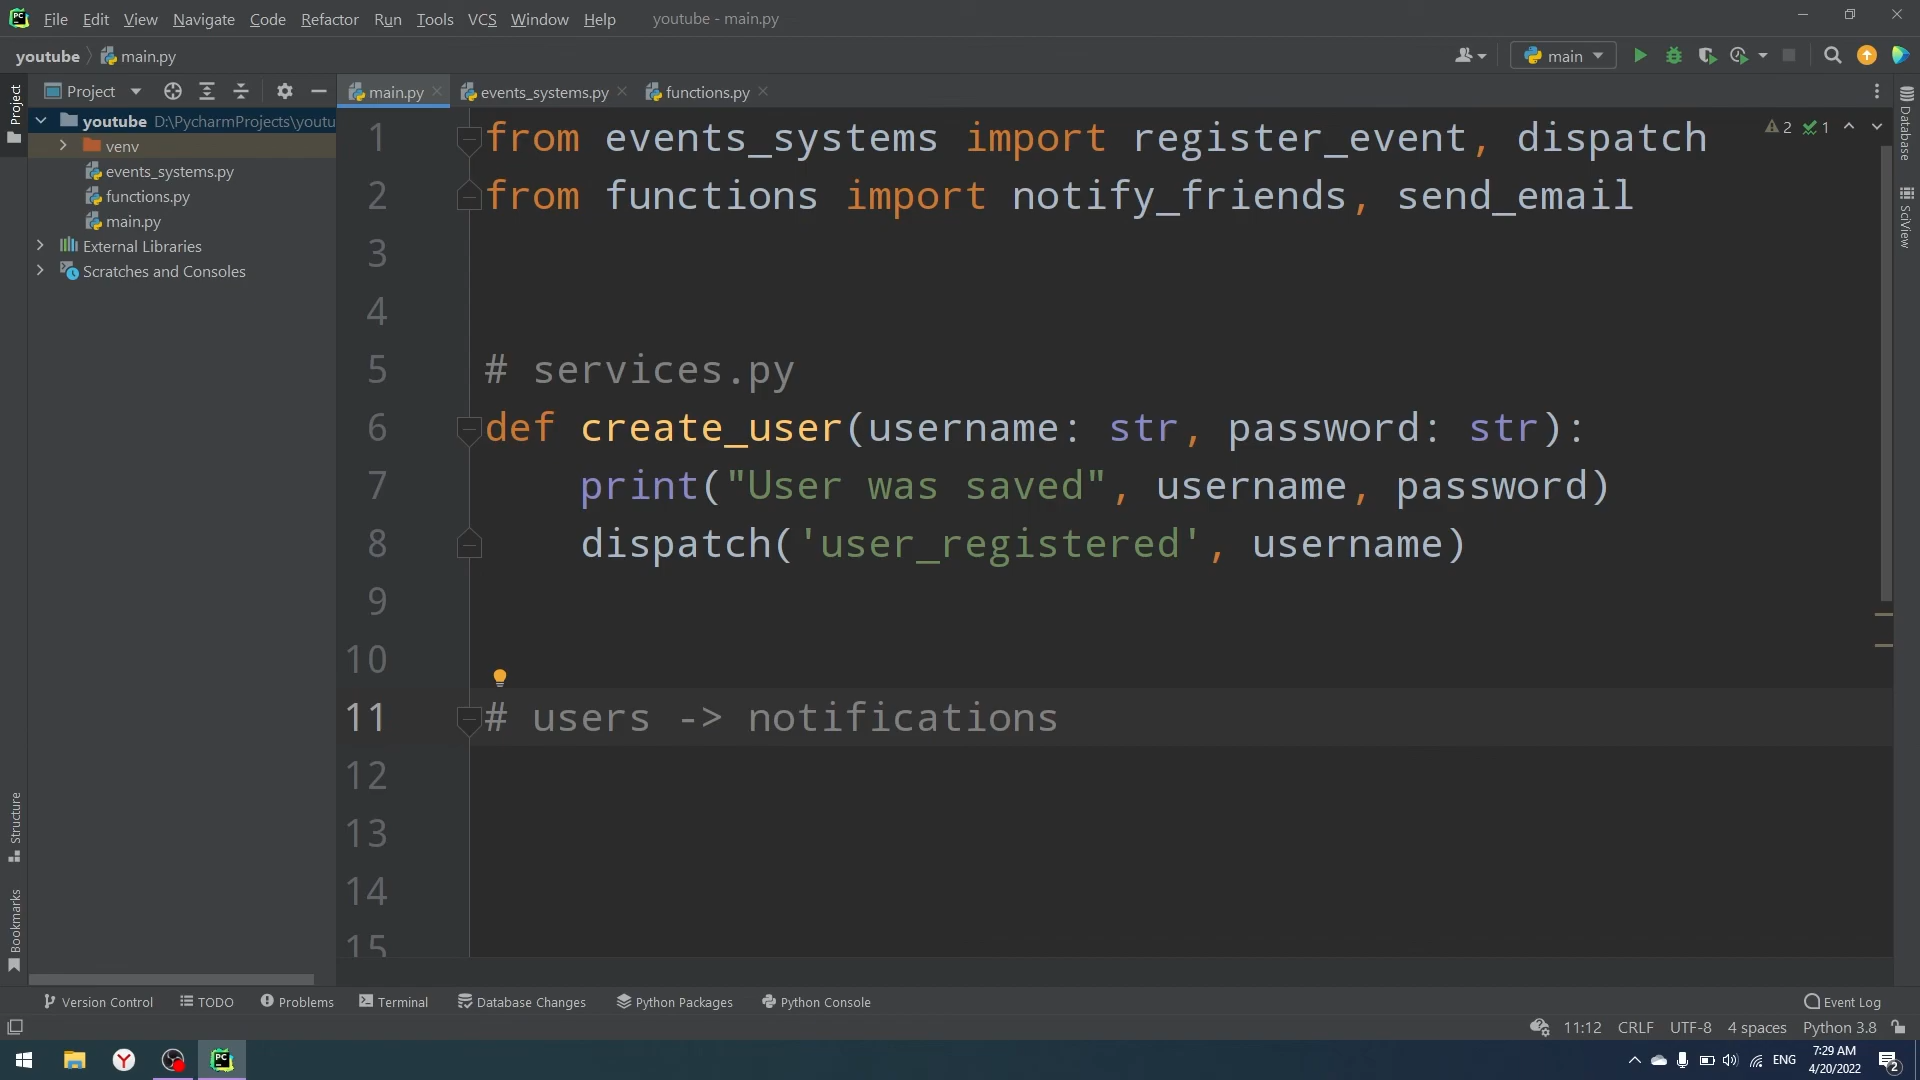 File Edit View Navigate Code Refactor Run Tools VCS Window Help youtube - main.py
youtube main.py main
Project main.py events_systems.py functions.py
youtube D:\PycharmProjects\youtu
venv
events_systems.py
functions.py
main.py
External Libraries
Scratches and Consoles
Project
Structure
Bookmarks
1 from events_systems import register_event, dispatch
2 from functions import notify_friends, send_email
3
4
5 # services.py
6 def create_user(username: str, password: str):
7 print("User was saved", username, password)
8 dispatch('user_registered', username)
9
10
11 # users -> notifications
12
13
14
15
2 1
Database
SciView
Version Control TODO Problems Terminal Database Changes Python Packages Python Console Event Log
11:12 CRLF UTF-8 4 spaces Python 3.8
ENG 7:29 AM
4/20/2022 2